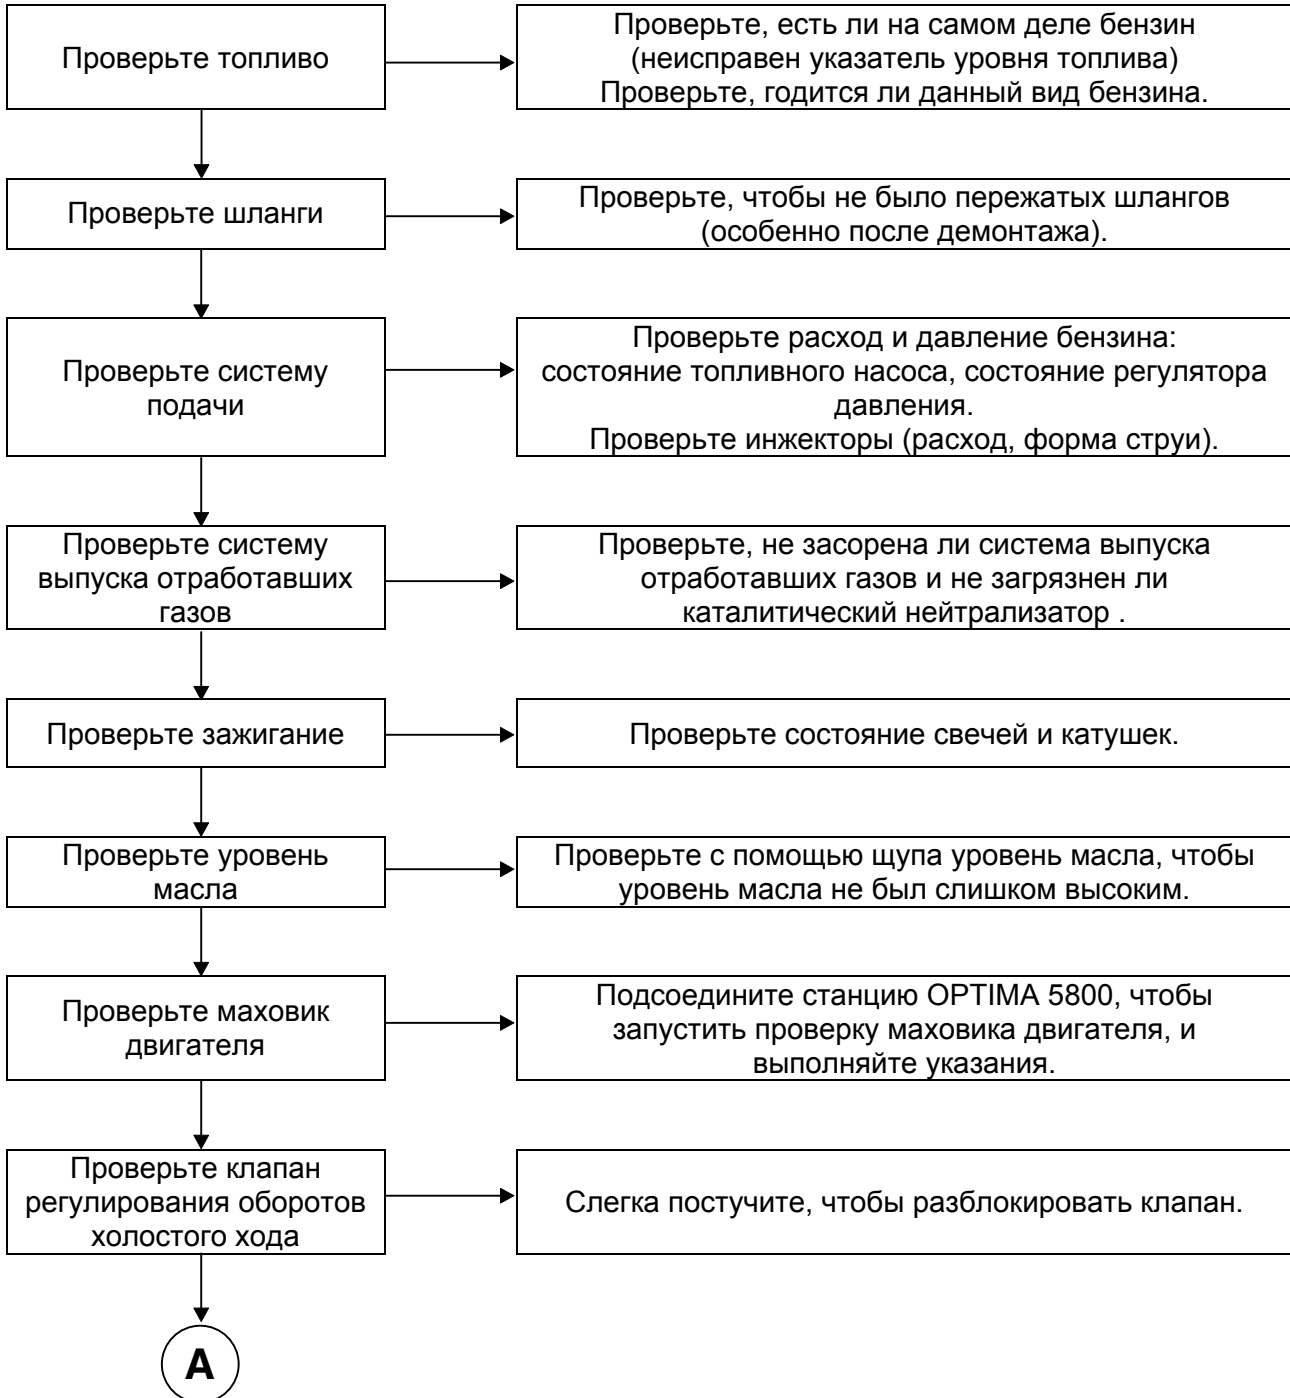 Проверьте топливо
Проверьте, есть ли на самом деле бензин
(неисправен указатель уровня топлива)
Проверьте, годится ли данный вид бензина.
Проверьте шланги
Проверьте, чтобы не было пережатых шлангов
(особенно после демонтажа).
Проверьте систему
подачи
Проверьте расход и давление бензина:
состояние топливного насоса, состояние регулятора
давления.
Проверьте инжекторы (расход, форма струи).
Проверьте систему
выпуска отработавших
газов
Проверьте, не засорена ли система выпуска
отработавших газов и не загрязнен ли
каталитический нейтрализатор .
Проверьте зажигание
Проверьте состояние свечей и катушек.
Проверьте уровень
масла
Проверьте с помощью щупа уровень масла, чтобы
уровень масла не был слишком высоким.
Проверьте маховик
двигателя
Подсоедините станцию OPTIMA 5800, чтобы
запустить проверку маховика двигателя, и
выполняйте указания.
Проверьте клапан
регулирования оборотов
холостого хода
Слегка постучите, чтобы разблокировать клапан.
А